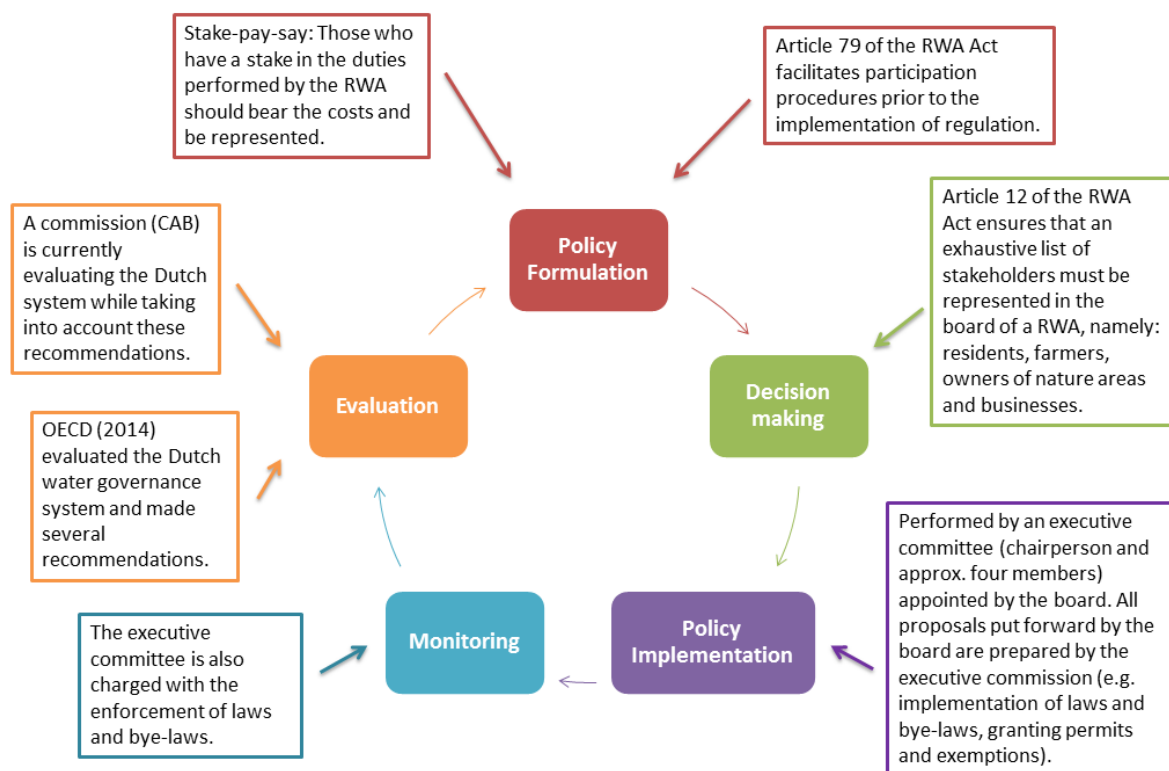 Stake-pay-say: Those who
have a stake in the duties
performed by the RWA
should bear the costs and
be represented.
Article 79 of the RWA Act
facilitates participation
procedures prior to the
implementation of regulation.
Policy
Formulation
A commission (CAB)
is currently
evaluating the Dutch
system while taking
into account these
recommendations.
Article 12 of the RWA
Act ensures that an
exhaustive list of
stakeholders must be
represented in the
board of a RWA, namely:
residents, farmers,
owners of nature areas
and businesses.
Evaluation
Decision
making
OECD (2014)
evaluated the Dutch
water governance
system and made
several
recommendations.
Performed by an executive
committee (chairperson and
approx. four members)
appointed by the board. All
proposals put forward by the
board are prepared by the
executive commission (e.g.
implementation of laws and
bye-laws, granting permits
and exemptions).
Monitoring
Policy
Implementation
The executive
committee is also
charged with the
enforcement of laws
and bye-laws.